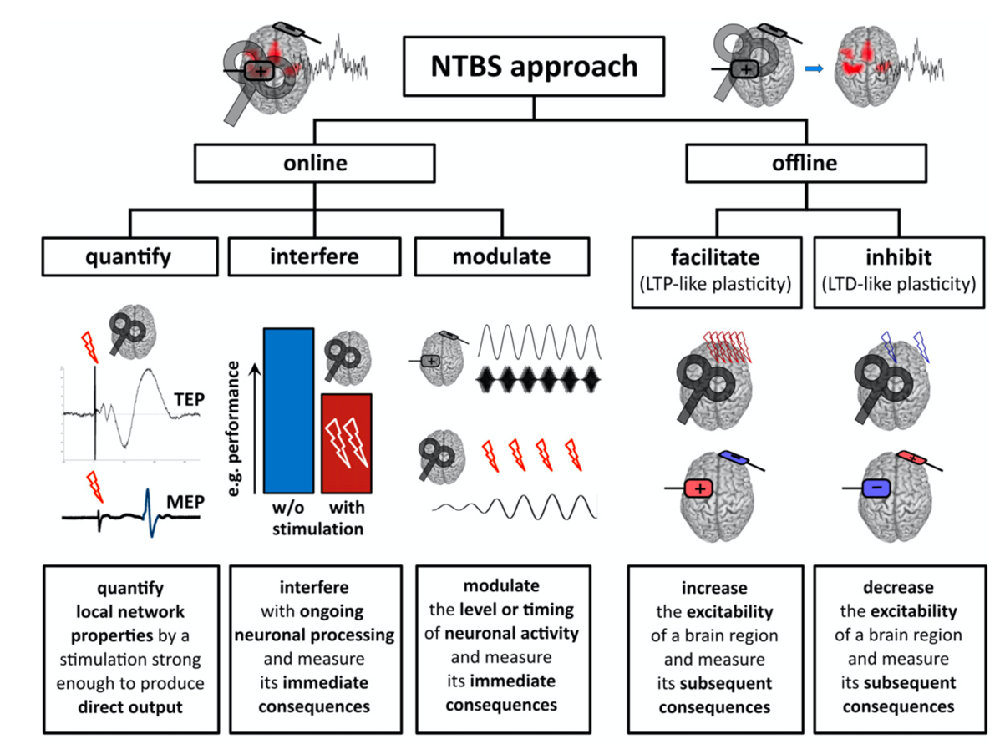 NTBS approach
online
offline
quantify
interfere
modulate
facilitate
(LTP-like plasticity)
inhibit
(LTD-like plasticity)
TEP
MEP
e.g. performance
w/o
with
stimulation
+
-
+
+
-
-
+
quantify
local network
properties by a
stimulation strong
enough to produce
direct output
interfere
with ongoing
neuronal processing
and measure
its immediate
consequences
modulate
the level or timing
of neuronal activity
and measure
its immediate
consequences
increase
the excitability
of a brain region
and measure
its subsequent
consequences
decrease
the excitability
of a brain region
and measure
its subsequent
consequences